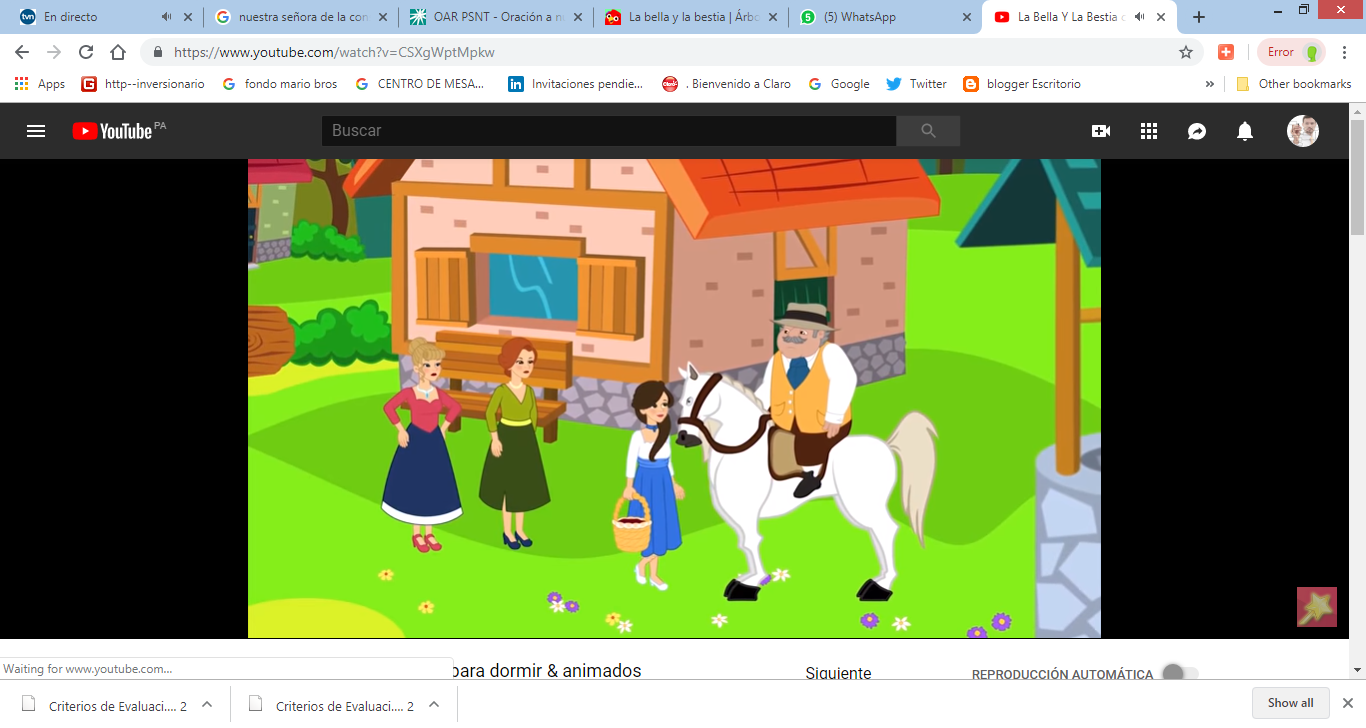 tvn En directo
nuestra señora de la con
OAR PSNT - Oración a n
La bella y la bestia | Árbo
5 (5) WhatsApp
La Bella Y La Bestia c
https://www.youtube.com/watch?v=CSXgWptMpkw
Error
Apps
http--inversionario
fondo mario bros
CENTRO DE MESA...
Invitaciones pendie...
. Bienvenido a Claro
Google
Twitter
blogger Escritorio
»
Other bookmarks
YouTube PA
Buscar
Waiting for www.youtube.com...
para dormir & animados
Siguiente
REPRODUCCIÓN AUTOMÁTICA
Criterios de Evaluaci.... 2
Criterios de Evaluaci.... 2
Show all